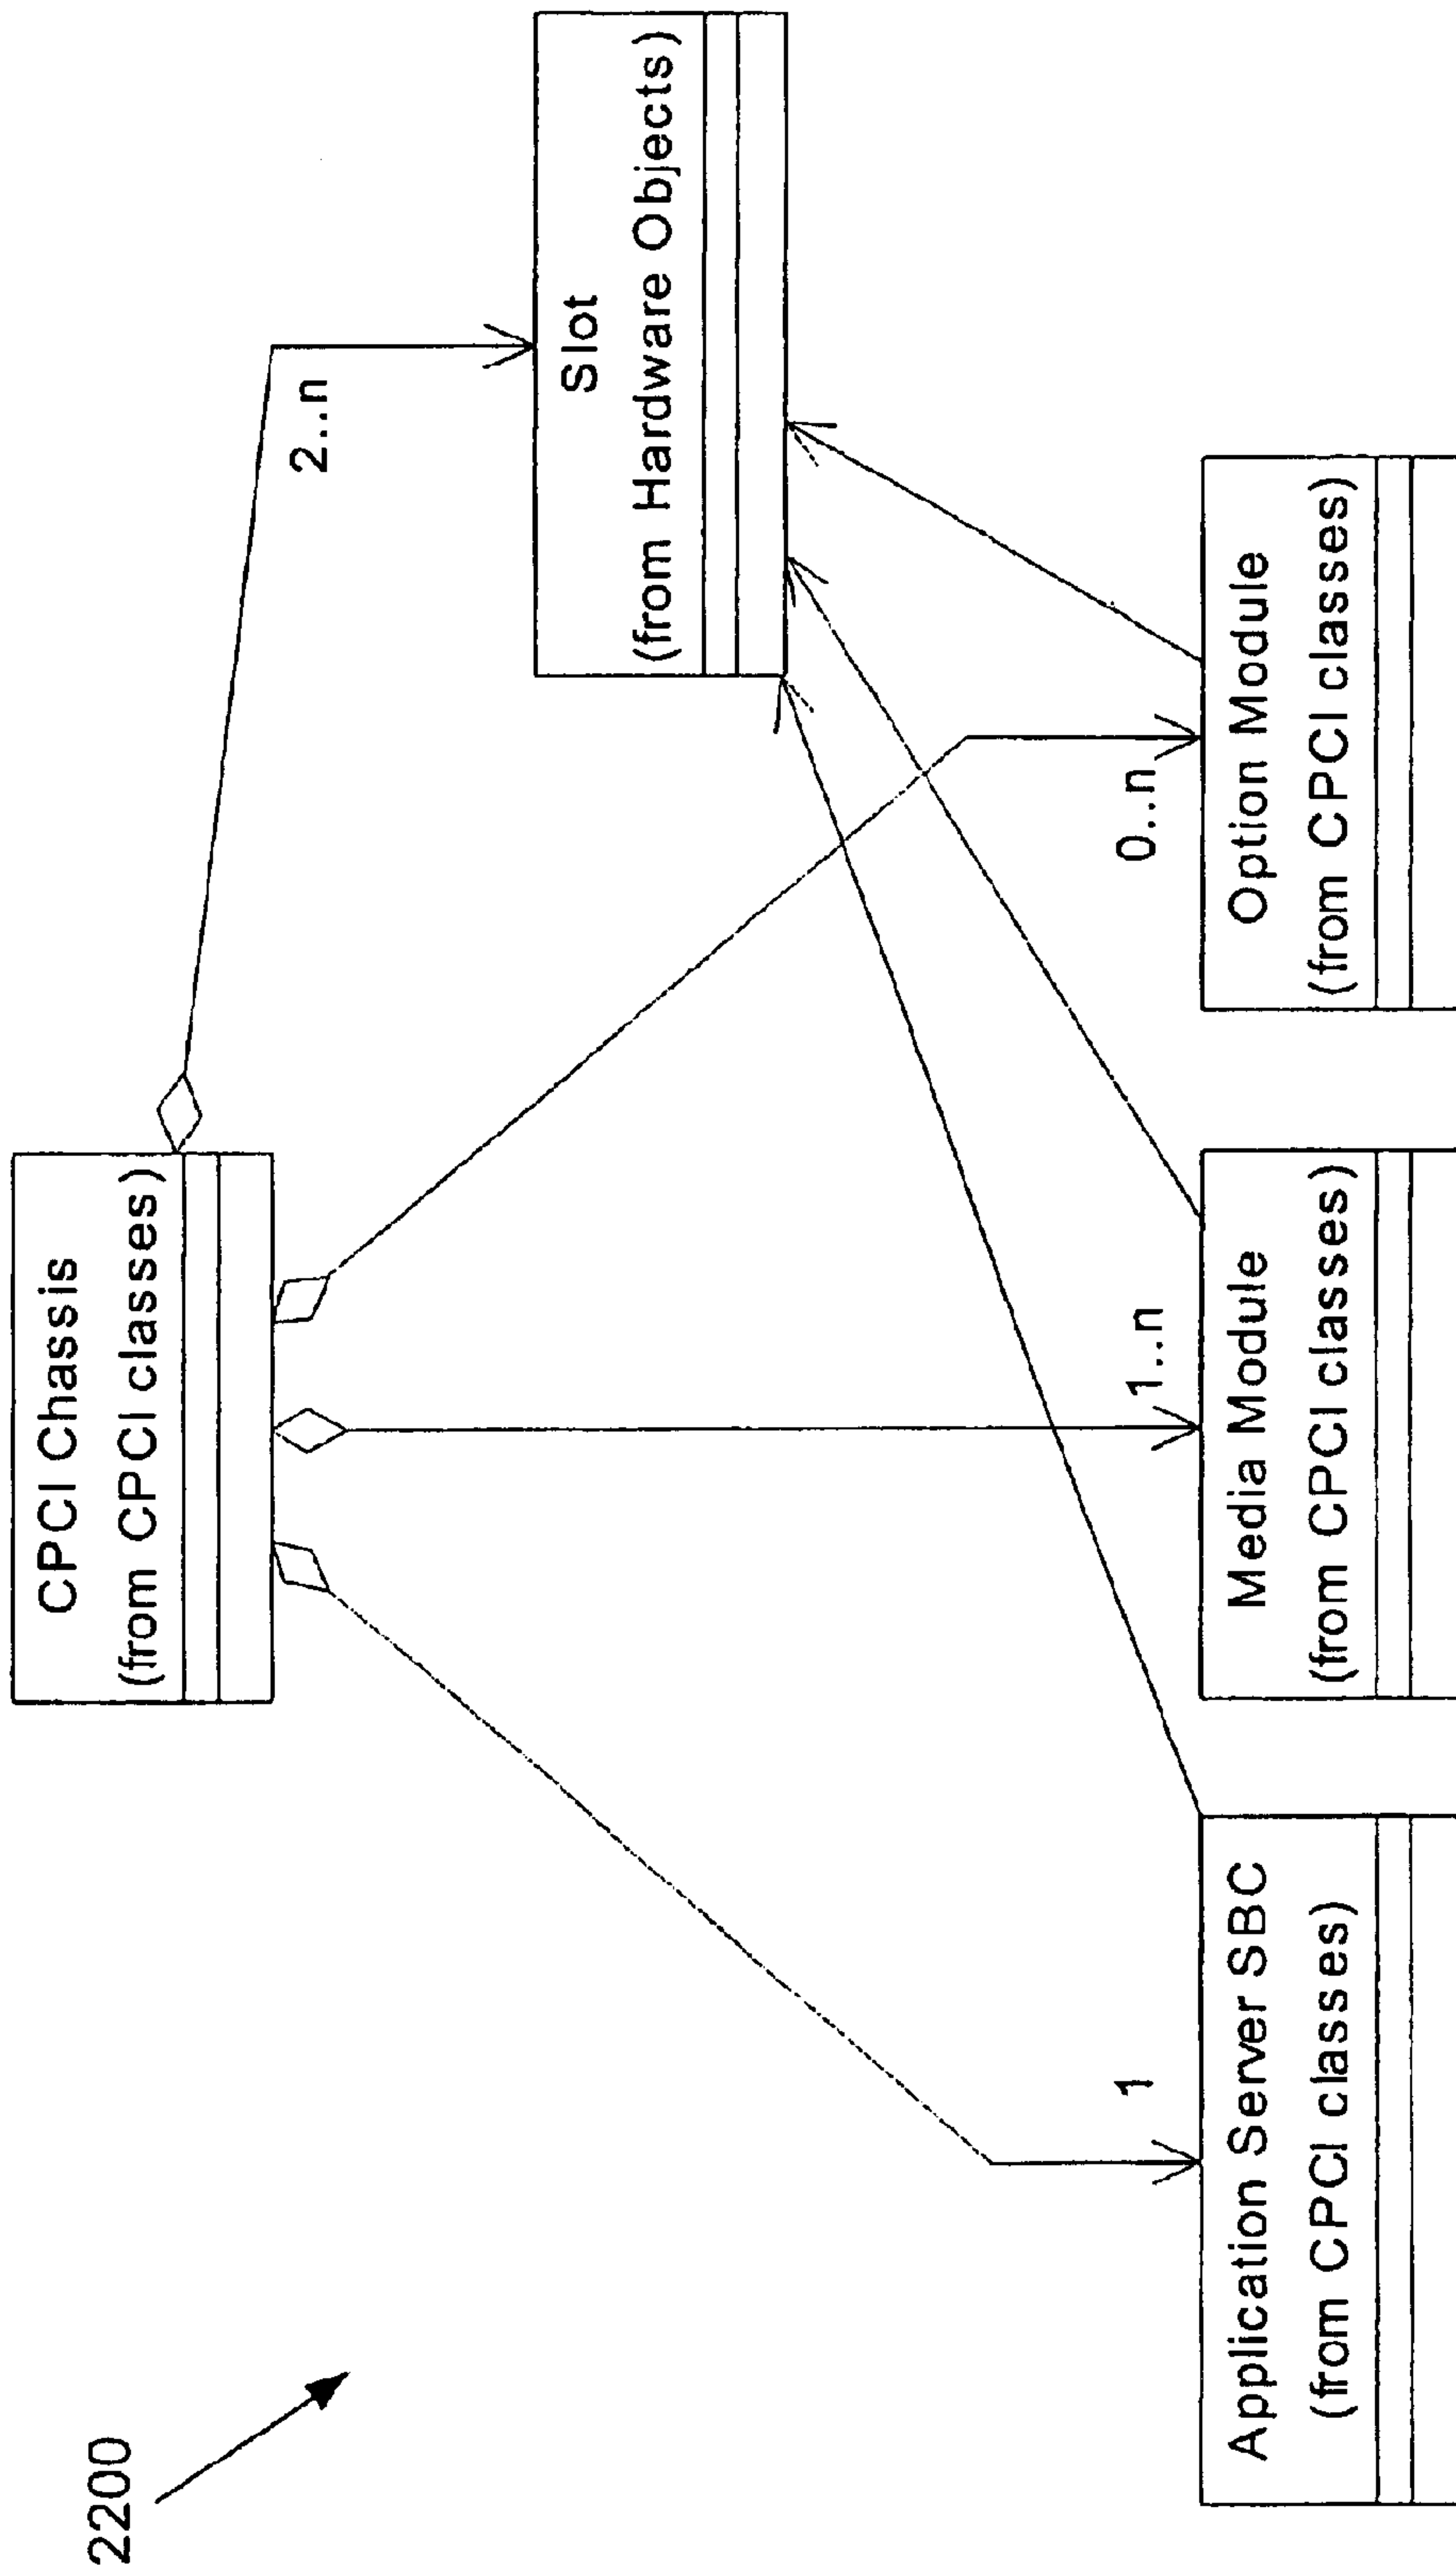 2200
CPCI Chassis
(from CPCI classes)
2..n
Slot
(from Hardware Objects)
1
1..n
0..n
Application Server SBC
(from CPCI classes)
Media Module
(from CPCI classes)
Option Module
(from CPCI classes)